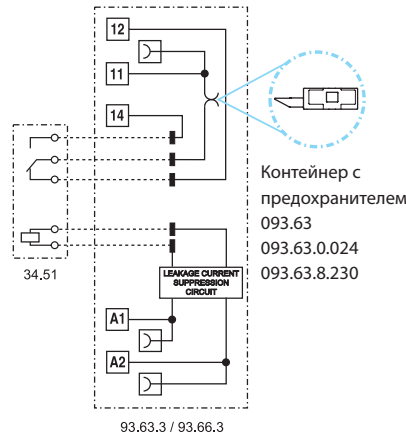 12
11
14
Контейнер с
предохранителем
093.63
093.63.0.024
093.63.8.230
34.51
LEAKAGE CURRENT
SUPPRESSION
CIRCUIT
A1
A2
93.63.3 / 93.66.3